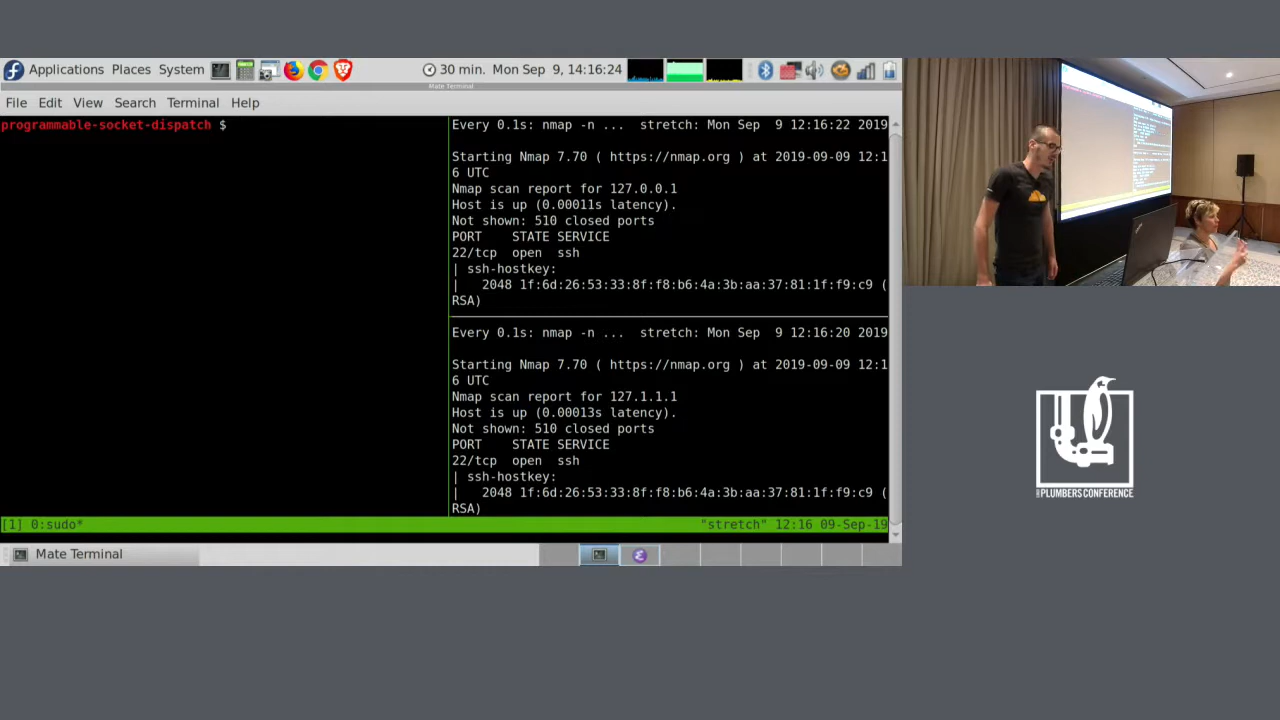 Applications Places System
30 min. Mon Sep 9, 14:16:24
Mate Terminal
File Edit View Search Terminal Help
programmable-socket-dispatch $
Every 0.1s: nmap -n ... stretch: Mon Sep 9 12:16:22 2019
Starting Nmap 7.70 ( https://nmap.org ) at 2019-09-09 12:1
6 UTC
Nmap scan report for 127.0.0.1
Host is up (0.00011s latency).
Not shown: 510 closed ports
PORT STATE SERVICE
22/tcp open ssh
| ssh-hostkey:
| 2048 1f:6d:26:53:33:8f:f8:b6:4a:3b:aa:37:81:1f:f9:c9 (
RSA)
Every 0.1s: nmap -n ... stretch: Mon Sep 9 12:16:20 2019
Starting Nmap 7.70 ( https://nmap.org ) at 2019-09-09 12:1
6 UTC
Nmap scan report for 127.1.1.1
Host is up (0.00013s latency).
Not shown: 510 closed ports
PORT STATE SERVICE
22/tcp open ssh
| ssh-hostkey:
| 2048 1f:6d:26:53:33:8f:f8:b6:4a:3b:aa:37:81:1f:f9:c9 (
RSA)
[1] 0:sudo* "stretch" 12:16 09-Sep-19
Mate Terminal
PLUMBERS CONFERENCE